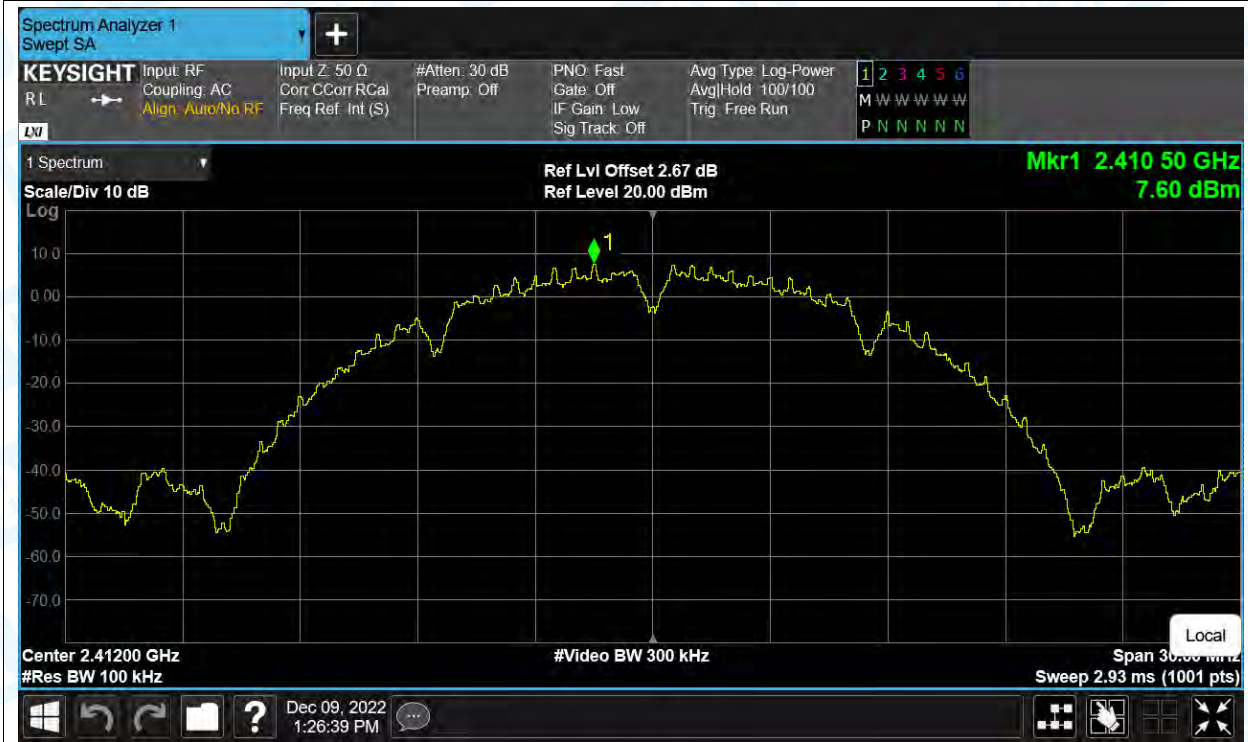 Spectrum Analyzer 1
Swept SA
KEYSIGHT
R L
LXI
Input: RF
Coupling: AC
Align: Auto/No RF
Input Z: 50 Ω
Corr CCorr RCal
Freq Ref: Int (S)
#Atten: 30 dB
Preamp: Off
PNO: Fast
Gate: Off
IF Gain: Low
Sig Track: Off
Avg Type: Log-Power
Avg|Hold: 100/100
Trig: Free Run
1 2 3 4 5 6
M W W W W W
P N N N N N
1 Spectrum
Scale/Div 10 dB
Ref Lvl Offset 2.67 dB
Ref Level 20.00 dBm
Mkr1 2.410 50 GHz
7.60 dBm
Log
1
10.0
0.00
-10.0
-20.0
-30.0
-40.0
-50.0
-60.0
-70.0
Local
Center 2.41200 GHz
#Video BW 300 kHz
Span 30.00 MHz
#Res BW 100 kHz
Sweep 2.93 ms (1001 pts)
?
Dec 09, 2022
1:26:39 PM